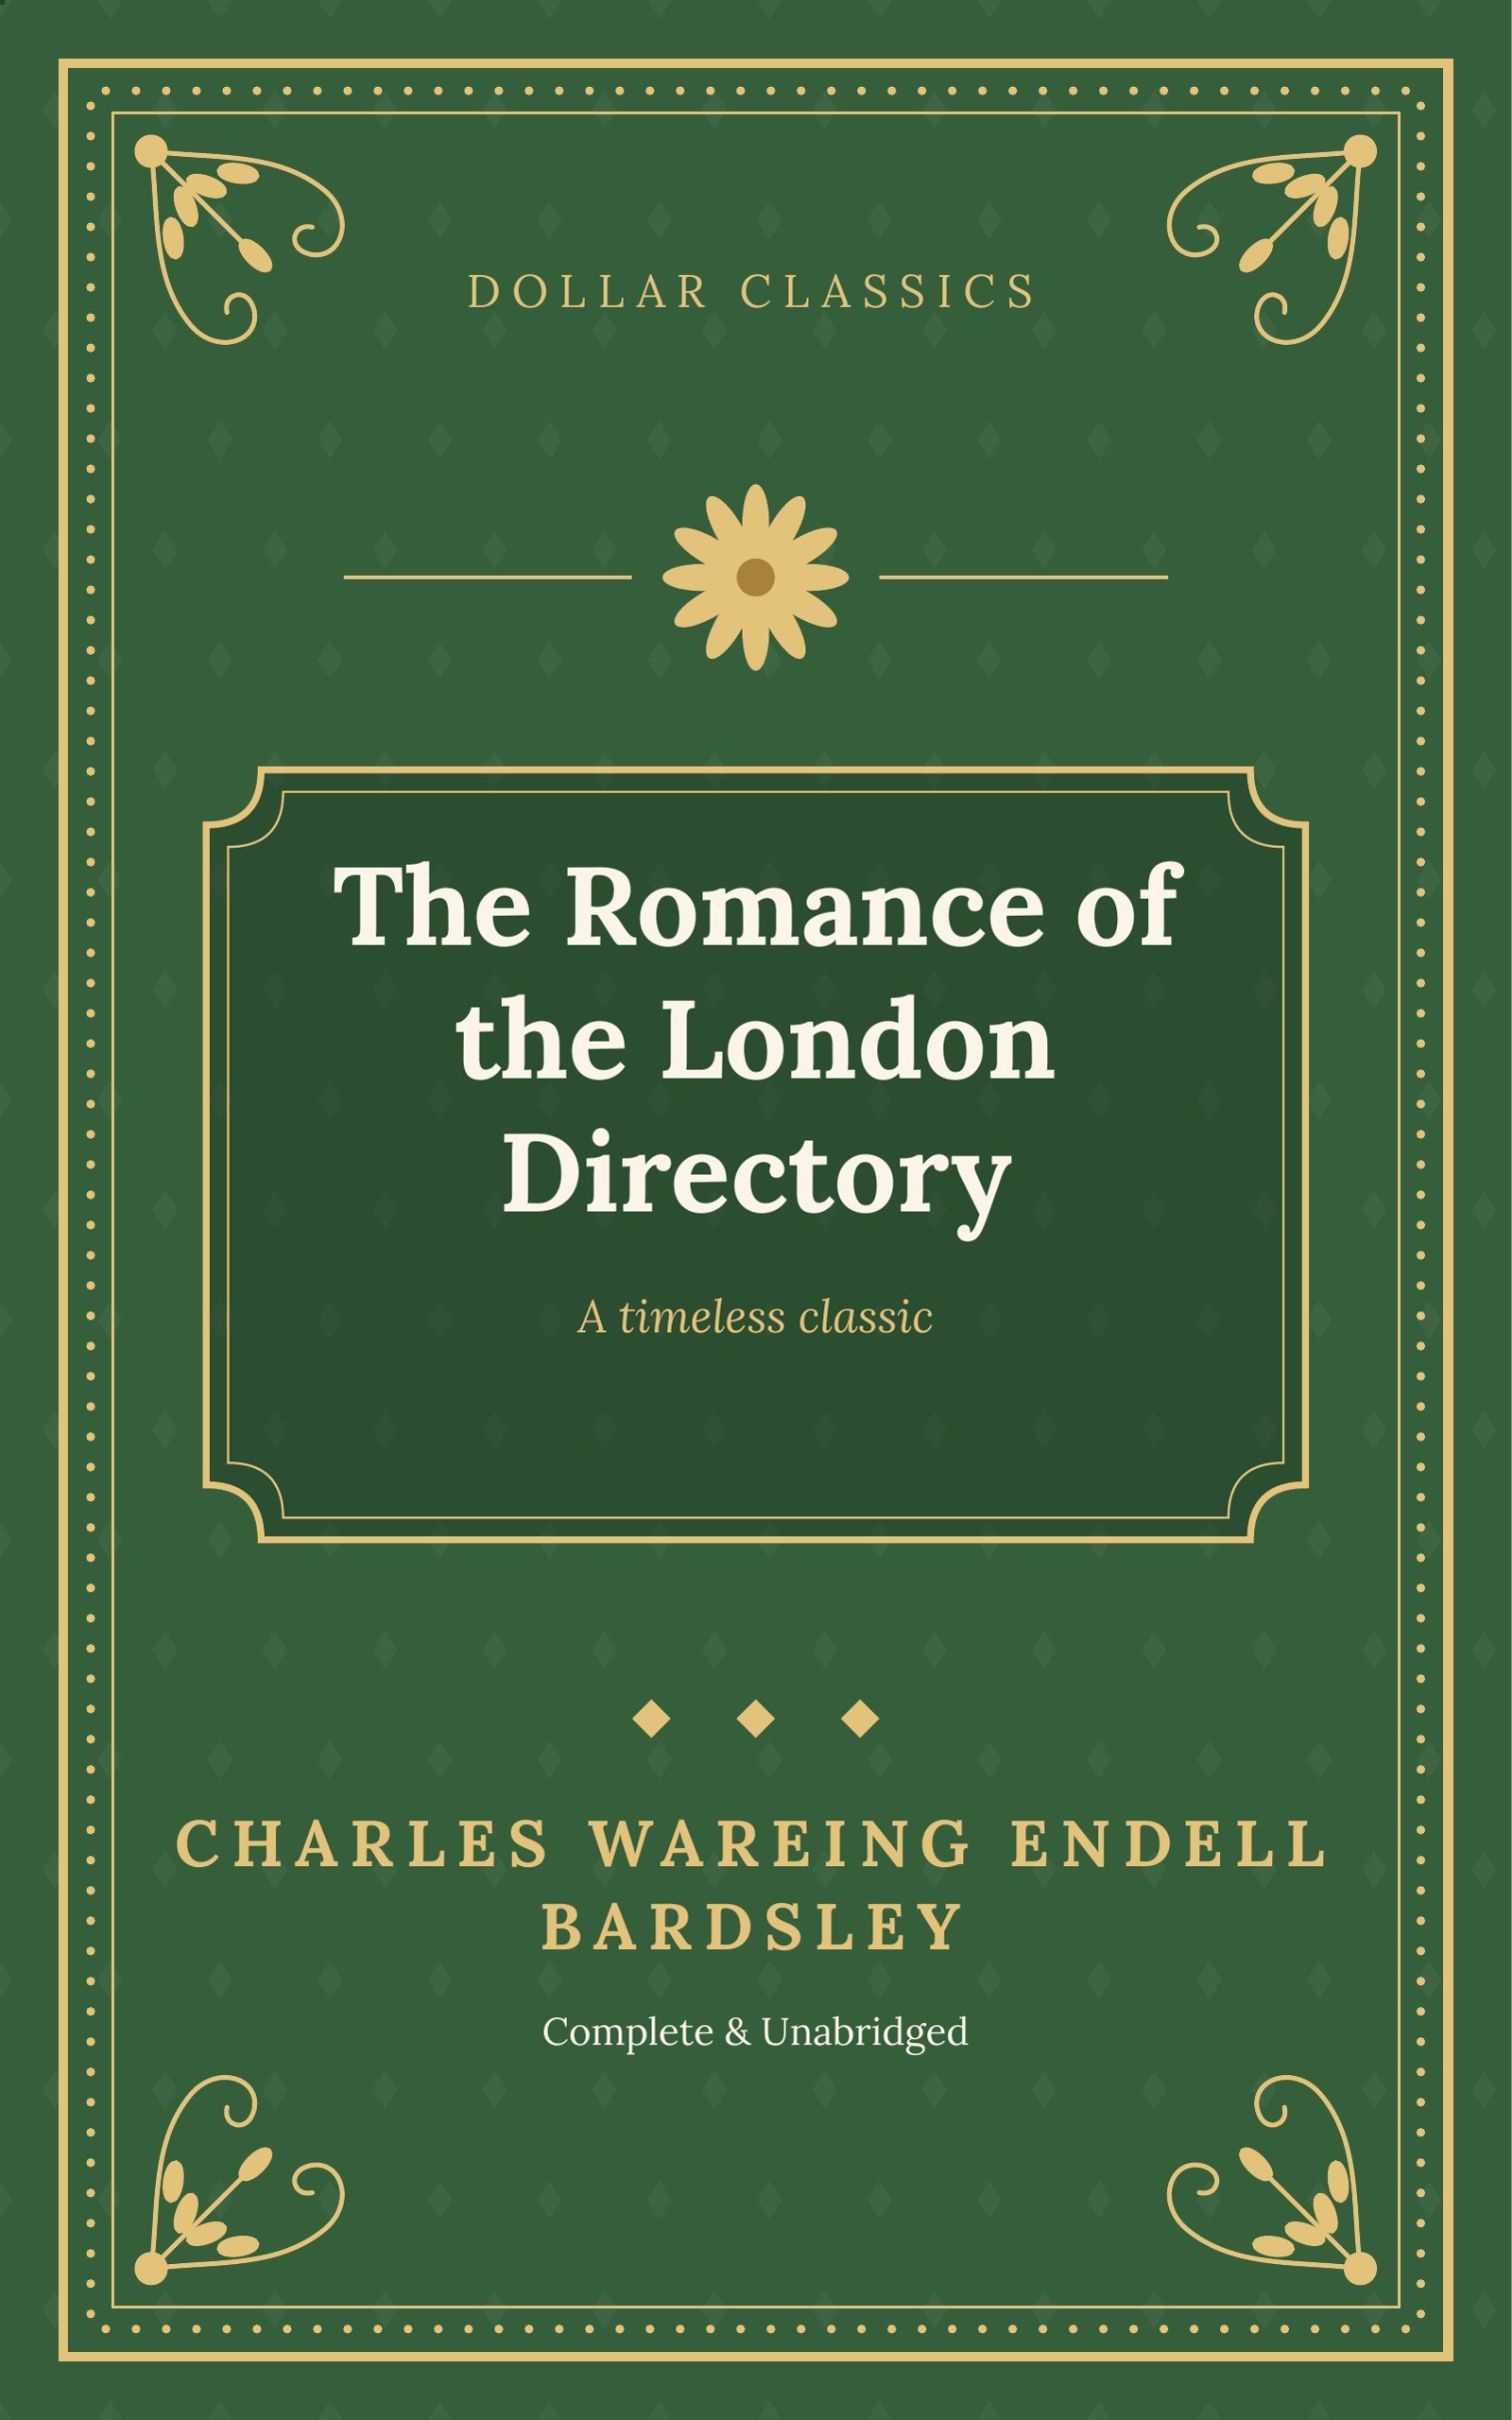 DOLLAR CLASSICS
The Romance of
the London
Directory
A timeless classic
CHARLES WAREING ENDELL
BARDSLEY
Complete & Unabridged